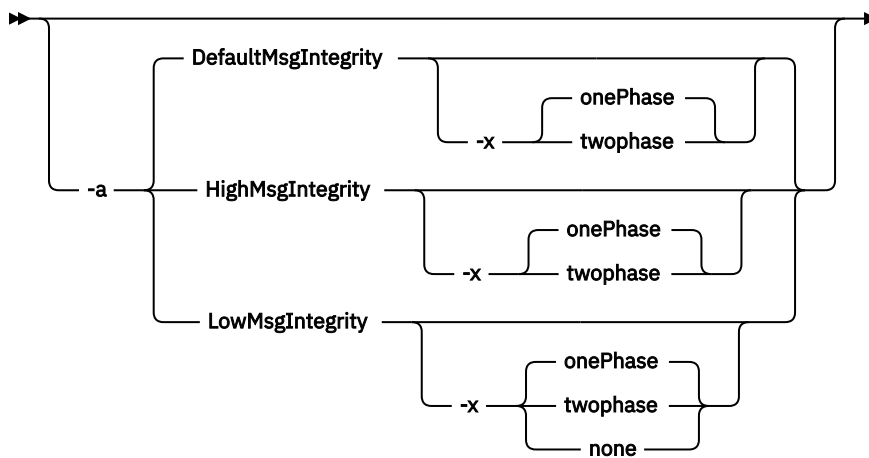 DefaultMsgIntegrity
onePhase
-x twophase
-a HighMsgIntegrity
onePhase
-x twophase
LowMsgIntegrity
onePhase
-x twophase
none